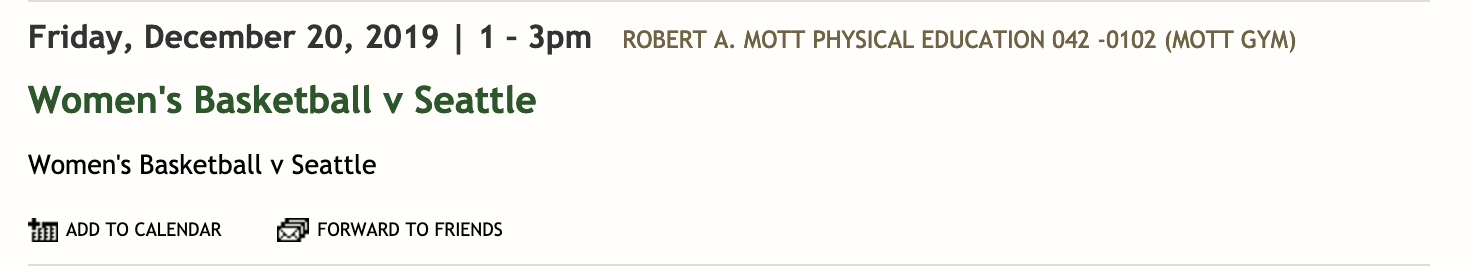 Friday, December 20, 2019 | 1 – 3pm ROBERT A. MOTT PHYSICAL EDUCATION 042 -0102 (MOTT GYM)
Women's Basketball v Seattle
Women's Basketball v Seattle
ADD TO CALENDAR FORWARD TO FRIENDS